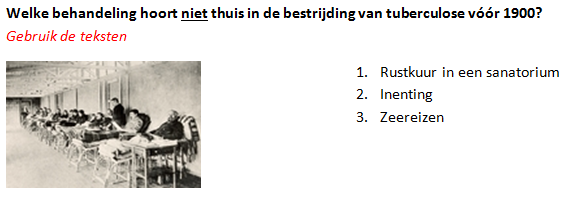 Welke behandeling hoort niet thuis in de bestrijding van tuberculose vóór 1900?
Gebruik de teksten
1. Rustkuur in een sanatorium
2. Inenting
3. Zeereizen